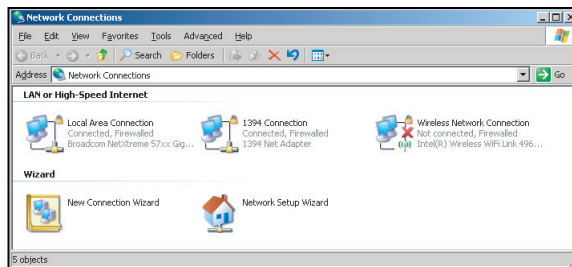 Network Connections
File Edit View Favorites Tools Advanced Help
Back Search Folders
Address Network Connections Go
LAN or High-Speed Internet
Local Area Connection
Connected, Firewalled
Broadcom NetXtreme 57xx Gig...
1394 Connection
Connected, Firewalled
1394 Net Adapter
Wireless Network Connection
Not connected, Firewalled
Intel(R) Wireless WiFi Link 496...
Wizard
New Connection Wizard
Network Setup Wizard
5 objects